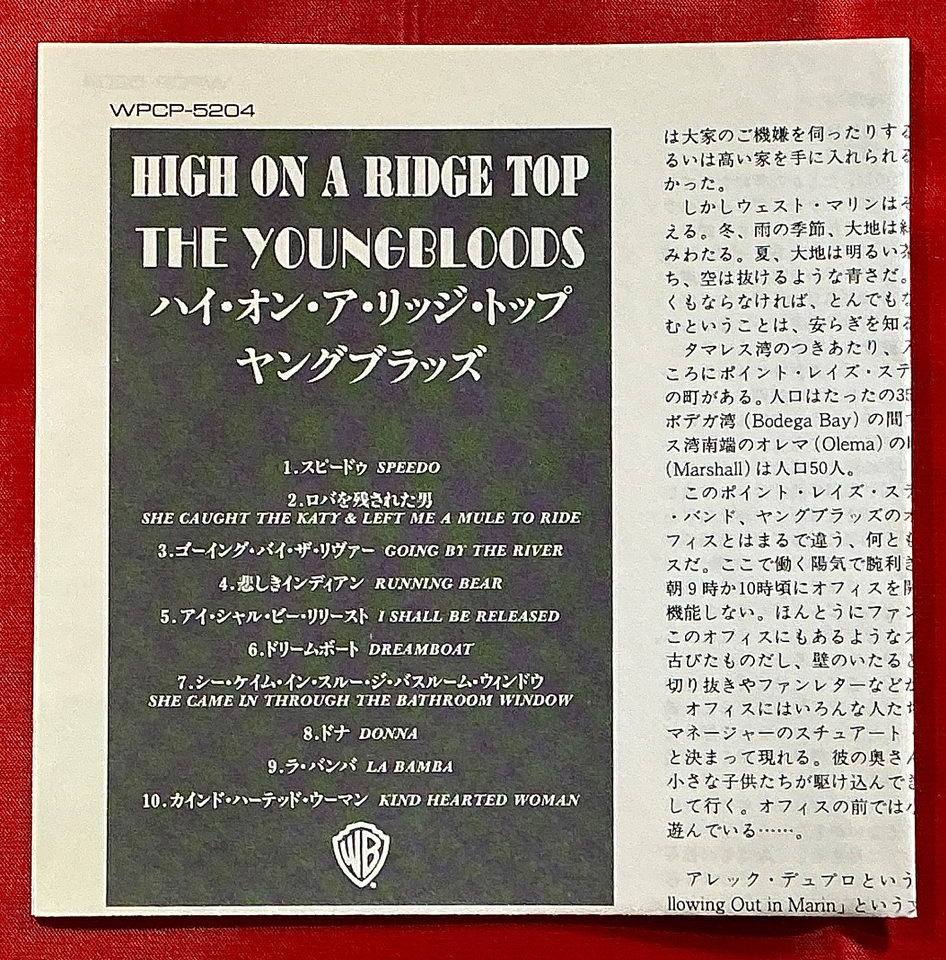 WPCP-5204
HIGH ON A RIDGE TOP
THE YOUNGBLOODS
ハイ・オン・ア・リッジ・トップ
ヤングブラッズ
1.スピードゥ SPEEDO
2.ロバを残された男
SHE CAUGHT THE KATY & LEFT ME A MULE TO RIDE
3.ゴーイング・バイ・ザ・リヴァー GOING BY THE RIVER
4.悲しきインディアン RUNNING BEAR
5.アイ・シャル・ビー・リリースト I SHALL BE RELEASED
6.ドリームボート DREAMBOAT
7.シー・ケイム・イン・スルー・ジ・バスルーム・ウィンドウ
SHE CAME IN THROUGH THE BATHROOM WINDOW
8.ドナ DONNA
9.ラ・バンバ LA BAMBA
10.カインド・ハーテッド・ウーマン KIND HEARTED WOMAN
WB
は大家のご機嫌を伺ったりする
るいは高い家を手に入れられる
かった。
しかしウェスト・マリンはそ
える。冬、雨の季節、大地は
みわたる。夏、大地は明るい
ち、空は抜けるような青さだ。
くもならなければ、とんでもな
むということは、安らぎを知る
タマレス湾のつきあたり、
ころにポイント・レイズ・ステ
の町がある。人口はたったの35
ボデガ湾 (Bodega Bay) の間
ス湾南端のオレマ (Olema) の
(Marshall) は人口50人。
このポイント・レイズ・ステ
・バンド、ヤングブラッズのオ
フィスとはまるで違う、何とも
スだ。ここで働く陽気で腕利き
朝9時か10時頃にオフィスを開
機能しない。ほんとうにファン
このオフィスにもあるような
古びたものだし、壁のいたると
切り抜きやファンレターなどが
オフィスにはいろんな人たち
マネージャーのスチュアート・
と決まって現れる。彼の奥さん
小さな子供たちが駆け込んでき
して行く。オフィスの前では
遊んでいる……。
アレック・デュプロという
llowing Out in Marin」という